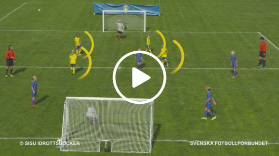 © SISU IDROTTSBÖCKER
SVENSKA FOTBOLLFÖRBUNDET